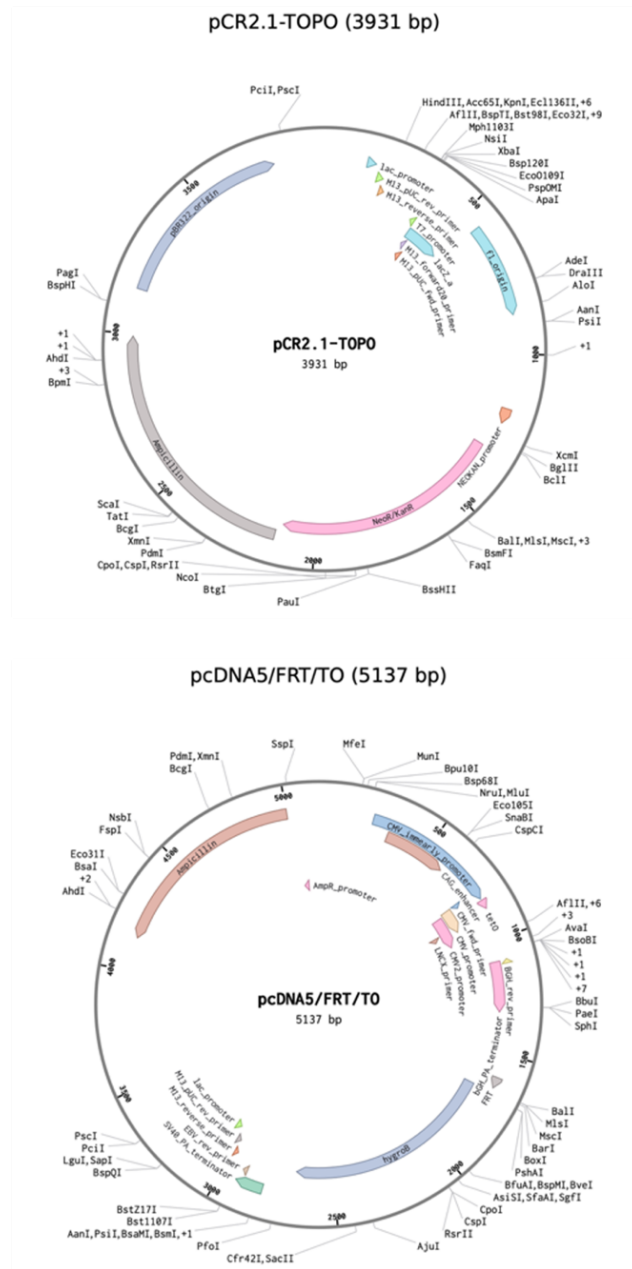 pCR2.1-TOPO (3931 bp)
PciI,PscI
HindIII,Acc65I,KpnI,Ecl136II,+6
AflII,BspTI,Bst98I,Eco32I,+9
Mph1103I
NsiI
XbaI
Bsp120I
EcoO109I
PspOMI
ApaI
3500
500
pBR322_origin
lac_promoter
M13_pUC_rev_primer
M13_reverse_primer
T7_promoter
lacZ_a
M13_forward20_primer
M13_pUC_fwd_primer
f1_origin
AdeI
DraIII
AloI
AanI
PsiI
+1
1000
PagI
BspHI
3000
+1
+1
AhdI
+3
BpmI
pCR2.1-TOPO
3931 bp
NEOKAN_promoter
XcmI
BglII
BclI
Ampicillin
2500
NeoR/KanR
1500
ScaI
TatI
BcgI
XmnI
PdmI
CpoI,CspI,RsrII
NcoI
BtgI
PauI
2000
BssHII
BalI,MlsI,MscI,+3
BsmFI
FaqI
pcDNA5/FRT/TO (5137 bp)
SspI
MfeI
PdmI,XmnI
BcgI
MunI
Bpu10I
Bsp68I
NruI,MluI
Eco105I
SnaBI
CspCI
5000
500
NsbI
FspI
4500
Eco31I
BsaI
+2
AhdI
Ampicillin
AmpR_promoter
CMV_immearly_promoter
CAG_enhancer
tetO
CMV_fwd_primer
CMV_promoter
CMV2_promoter
LNCX_primer
AflII,+6
+3
AvaI
BsoBI
+1
+1
+1
+7
BbuI
PaeI
SphI
1000
4000
pcDNA5/FRT/TO
5137 bp
BGH_rev_primer
bGH_PA_terminator
FRT
1500
3500
lac_promoter
M13_pUC_rev_primer
M13_reverse_primer
EBV_rev_primer
SV40_PA_terminator
hygroB
BalI
MlsI
MscI
BarI
BoxI
PshAI
BfuAI,BspMI,BveI
AsiSI,SfaAI,SgfI
CpoI
CspI
RsrII
2000
PscI
PciI
LguI,SapI
BspQI
3000
BstZ17I
Bst1107I
AanI,PsiI,BsaMI,BsmI,+1
PfoI
Cfr42I,SacII
2500
AjuI